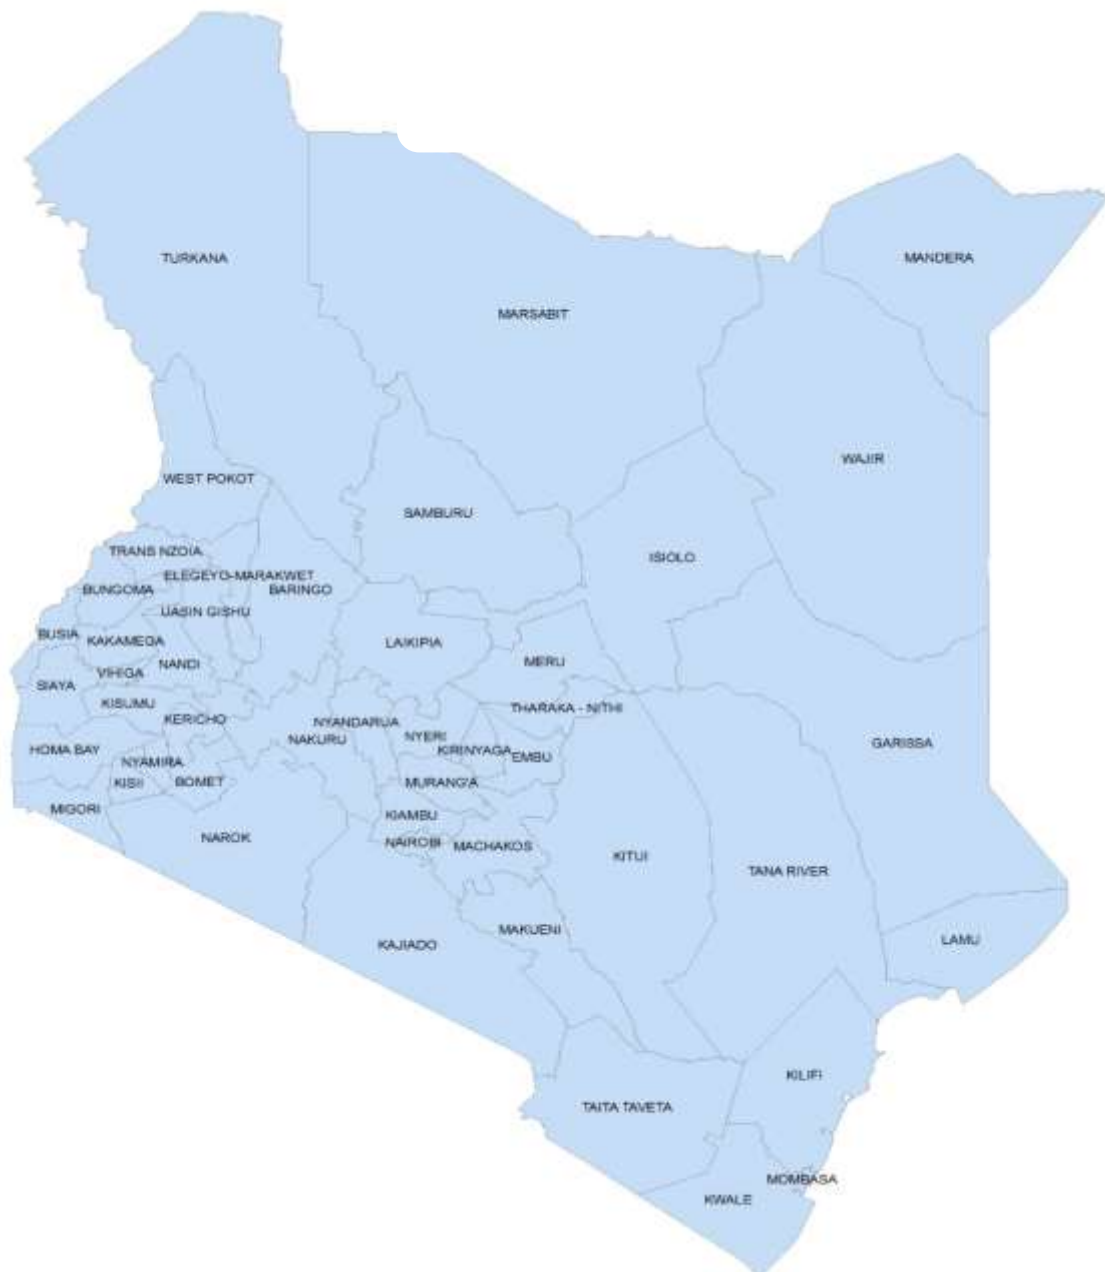 TURKANA
MANDERA
MARSABIT
WAJIR
WEST POKOT
SAMBURU
TRANS NZOIA
ISIOLO
ELEGEYO-MARAKWET
BUNGOMA
BARINGO
UASIN GISHU
BUSIA
KAKAMEGA
LAIKIPIA
NANDI
MERU
VIHIGA
SIAYA
KISUMU
THARAKA - NITHI
KERICHO
NYANDARUA
NYERI
NAKURU
GARISSA
HOMA BAY
KIRINYAGA
EMBU
NYAMIRA
KISII
BOMET
MURANG'A
MIGORI
KIAMBU
NAROK
NAIROBI
MACHAKOS
KITUI
TANA RIVER
MAKUENI
LAMU
KAJIADO
KILIFI
TAITA TAVETA
MOMBASA
KWALE